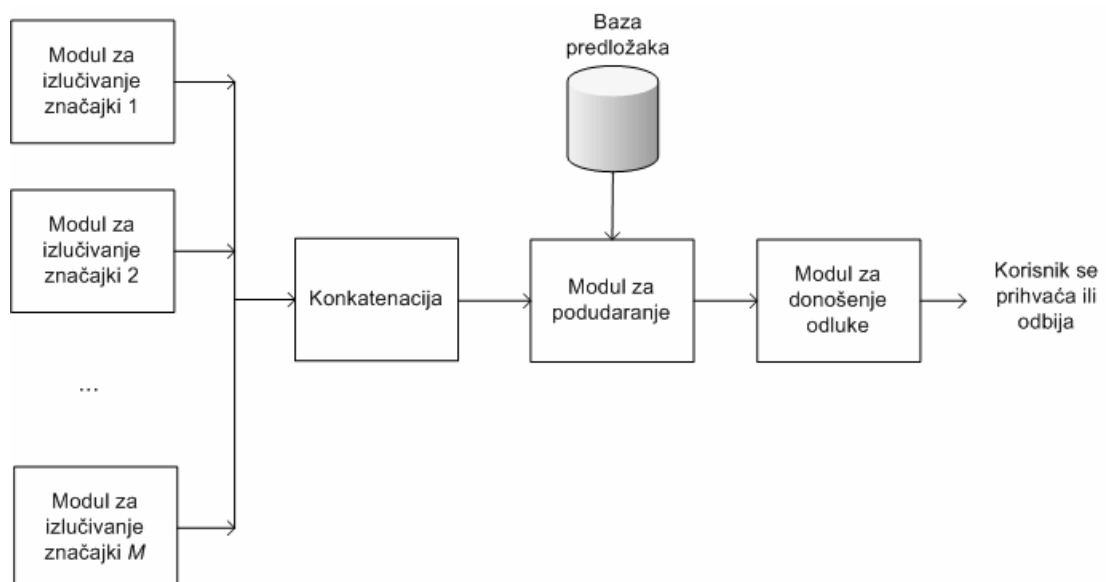 Modul za
izlučivanje
značajki 1
Modul za
izlučivanje
značajki 2
...
Modul za
izlučivanje
značajki M
Konkatenacija
Baza
predložaka
Modul za
podudaranje
Modul za
donošenje
odluke
Korisnik se
prihvaća ili
odbija